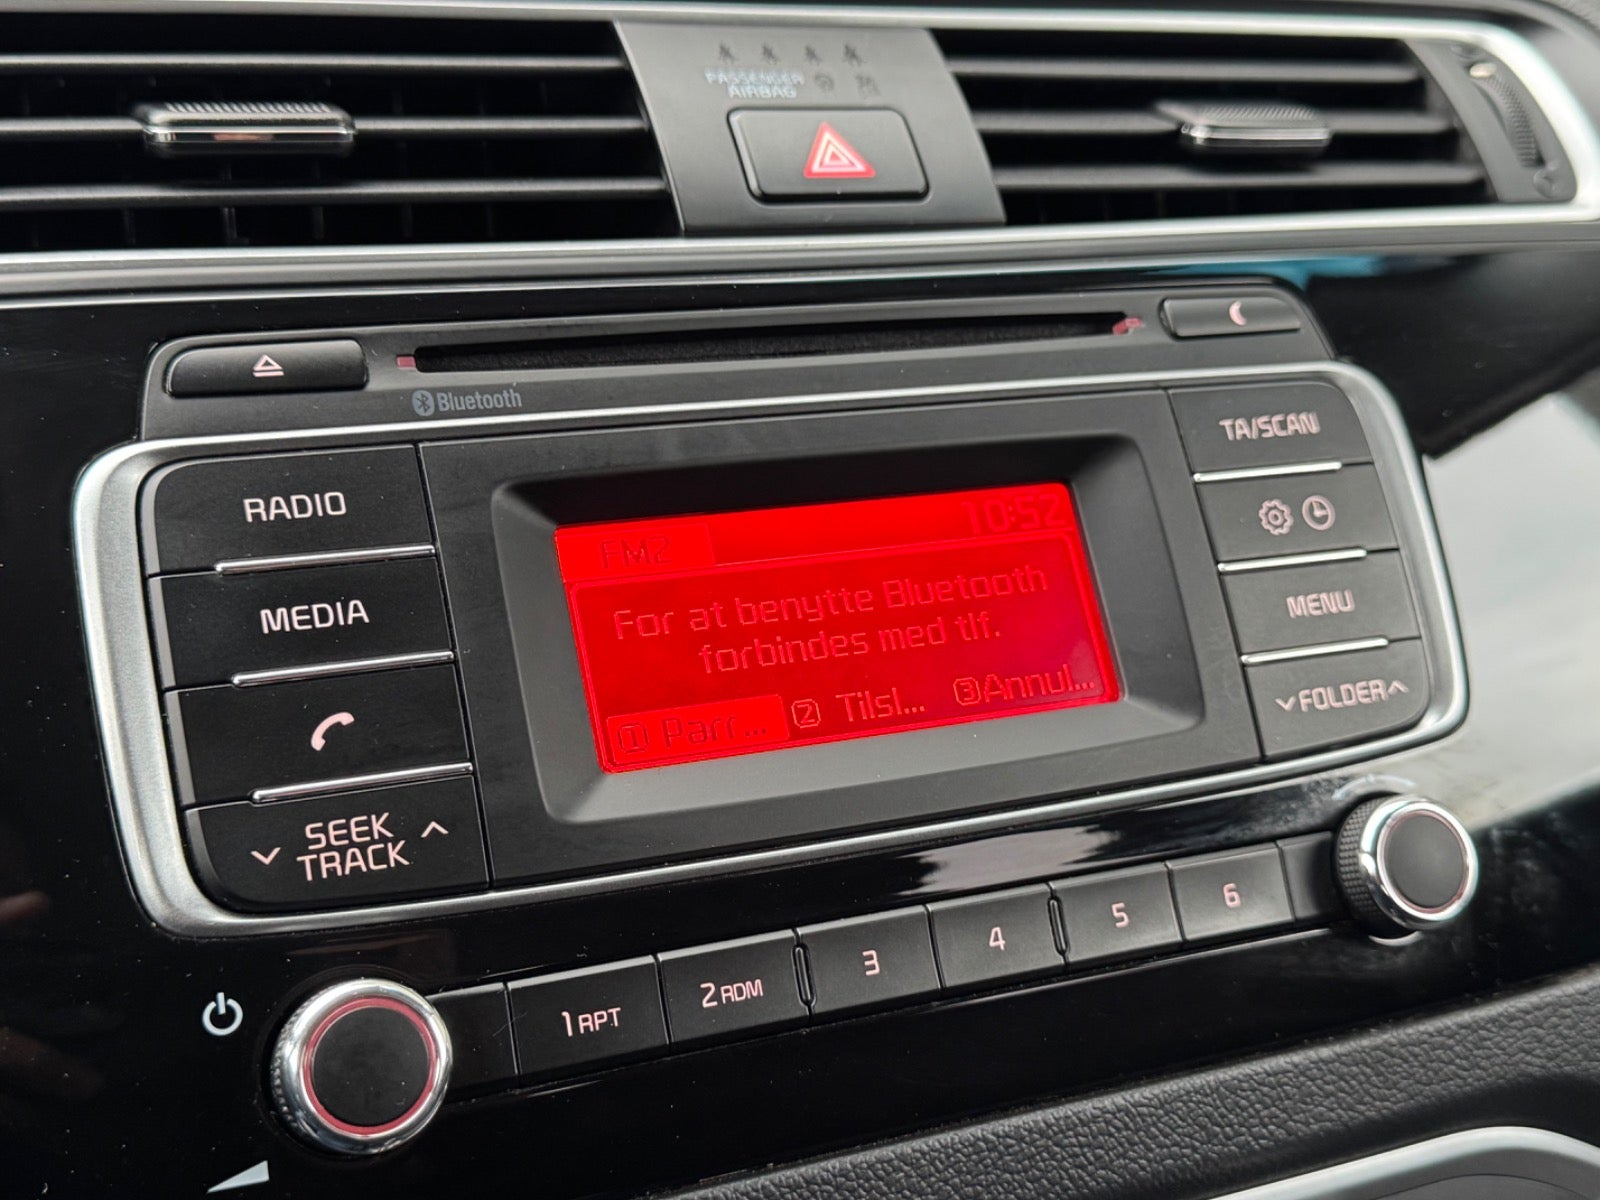 PASSENGER
AIRBAG
Bluetooth
RADIO
MEDIA
SEEK
TRACK
FM2 10:52
For at benytte Bluetooth
forbindes med tlf.
1 Parr... 2 Tilsl... 3 Annul...
TA/SCAN
MENU
FOLDER
1 RPT
2 RDM
3
4
5
6